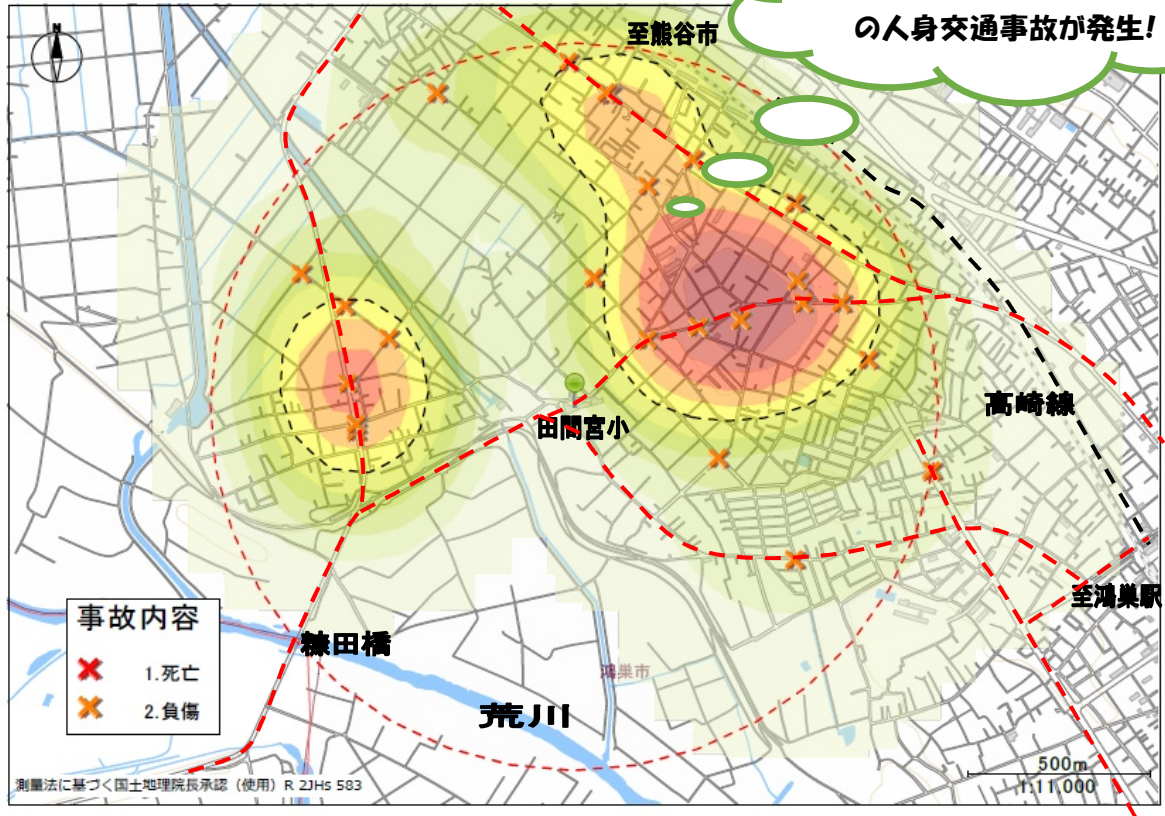 の人身交通事故が発生!
至熊谷市
N
高崎線
田間宮小
至鴻巣駅
事故内容
1.死亡
2.負傷
糠田橋
鴻巣市
荒川
500m
1:11,000
測量法に基づく国土地理院長承認（使用）R 2JHs 583